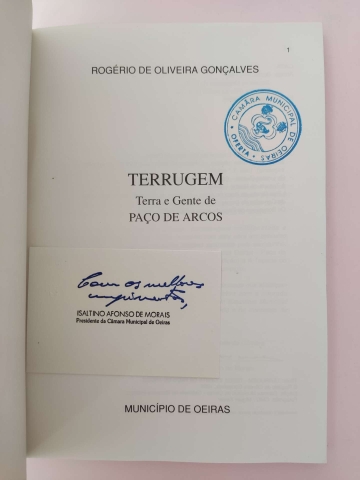 1
ROGÉRIO DE OLIVEIRA GONÇALVES
CÂMARA MUNICIPAL DE OEIRAS
TERRUGEM
Terra e Gente de
PAÇO DE ARCOS
Com os melhores
cumprimentos,
ISALTINO AFONSO DE MORAIS
Presidente da Câmara Municipal de Oeiras
MUNICÍPIO DE OEIRAS